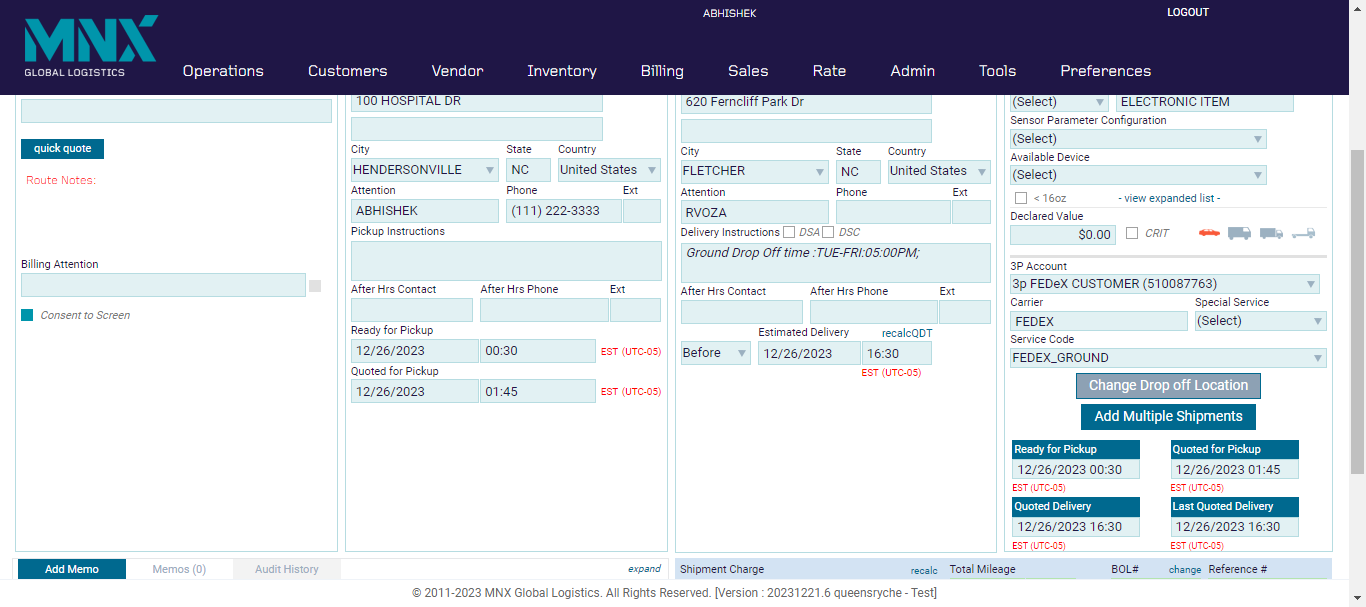 ABHISHEK
LOGOUT
MNX
GLOBAL LOGISTICS
Operations Customers Vendor Inventory Billing Sales Rate Admin Tools Preferences
quick quote
Route Notes:
Billing Attention
Consent to Screen
100 HOSPITAL DR
City State Country
HENDERSONVILLE NC United States
Attention Phone Ext
ABHISHEK (111) 222-3333
Pickup Instructions
After Hrs Contact After Hrs Phone Ext
Ready for Pickup
12/26/2023 00:30 EST (UTC-05)
Quoted for Pickup
12/26/2023 01:45 EST (UTC-05)
620 Ferncliff Park Dr
City State Country
FLETCHER NC United States
Attention Phone Ext
RVOZA
Delivery Instructions DSA DSC
Ground Drop Off time :TUE-FRI:05:00PM;
After Hrs Contact After Hrs Phone Ext
Estimated Delivery recalcQDT
Before 12/26/2023 16:30
EST (UTC-05)
(Select) ELECTRONIC ITEM
Sensor Parameter Configuration
(Select)
Available Device
(Select)
< 16oz - view expanded list -
Declared Value
$0.00 CRIT
3P Account
3p FEDeX CUSTOMER (510087763)
Carrier Special Service
FEDEX (Select)
Service Code
FEDEX_GROUND
Change Drop off Location
Add Multiple Shipments
Ready for Pickup Quoted for Pickup
12/26/2023 00:30 12/26/2023 01:45
EST (UTC-05) EST (UTC-05)
Quoted Delivery Last Quoted Delivery
12/26/2023 16:30 12/26/2023 16:30
EST (UTC-05) EST (UTC-05)
Add Memo Memos (0) Audit History expand
Shipment Charge recalc Total Mileage BOL# change Reference #
© 2011-2023 MNX Global Logistics. All Rights Reserved. [Version : 20231221.6 queensryche - Test]